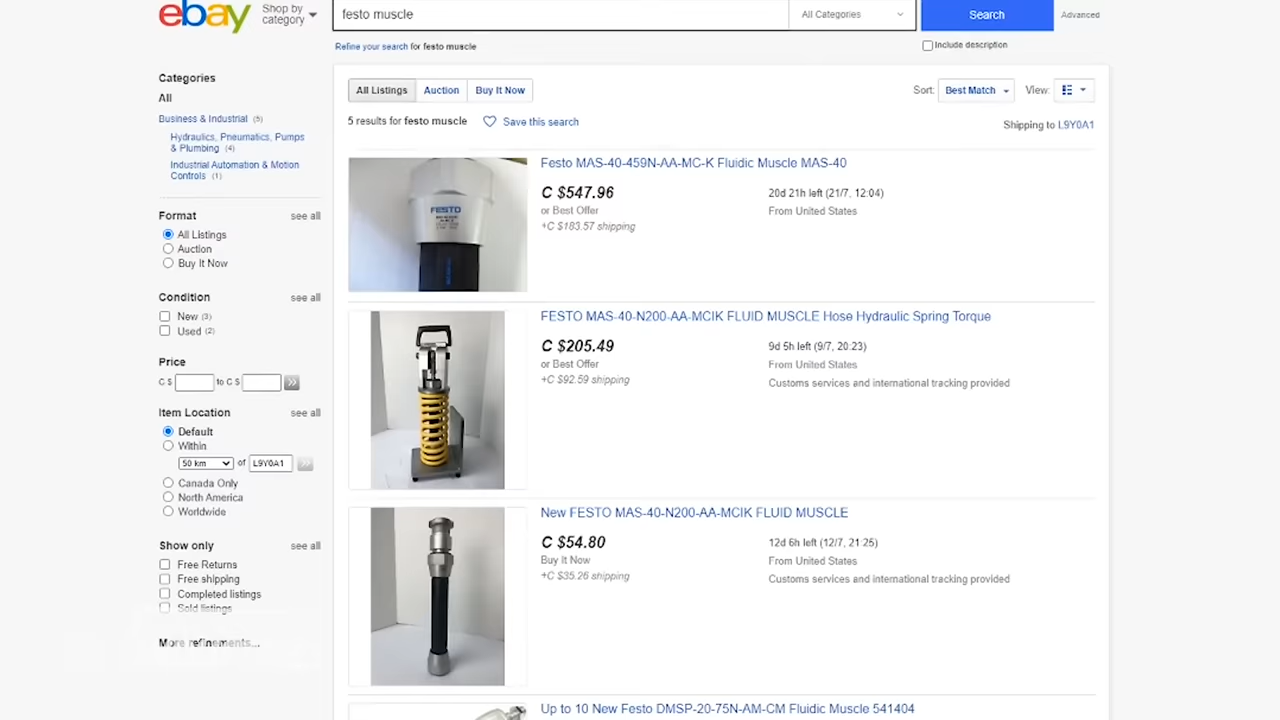 ebay
Shop by
category
festo muscle
All Categories
Search
Advanced
Refine your search for festo muscle
Include description
Categories
All
Business & Industrial (5)
Hydraulics, Pneumatics, Pumps
& Plumbing (4)
Industrial Automation & Motion
Controls (1)
Format
see all
All Listings
Auction
Buy It Now
Condition
see all
New (3)
Used (2)
Price
C $
to C $
Item Location
see all
Default
Within
50 km
of
L9Y0A1
Canada Only
North America
Worldwide
Show only
see all
Free Returns
Free shipping
Completed listings
Sold listings
More refinements...
All Listings
Auction
Buy It Now
Sort:
Best Match
View:
5 results for festo muscle
Save this search
Shipping to L9Y0A1
FESTO
Festo MAS-40-459N-AA-MC-K Fluidic Muscle MAS-40
C $547.96
or Best Offer
+C $183.57 shipping
20d 21h left (21/7, 12:04)
From United States
FESTO MAS-40-N200-AA-MCIK FLUID MUSCLE Hose Hydraulic Spring Torque
C $205.49
or Best Offer
+C $92.59 shipping
9d 5h left (9/7, 20:23)
From United States
Customs services and international tracking provided
New FESTO MAS-40-N200-AA-MCIK FLUID MUSCLE
C $54.80
Buy It Now
+C $35.26 shipping
12d 6h left (12/7, 21:25)
From United States
Customs services and international tracking provided
Up to 10 New Festo DMSP-20-75N-AM-CM Fluidic Muscle 541404